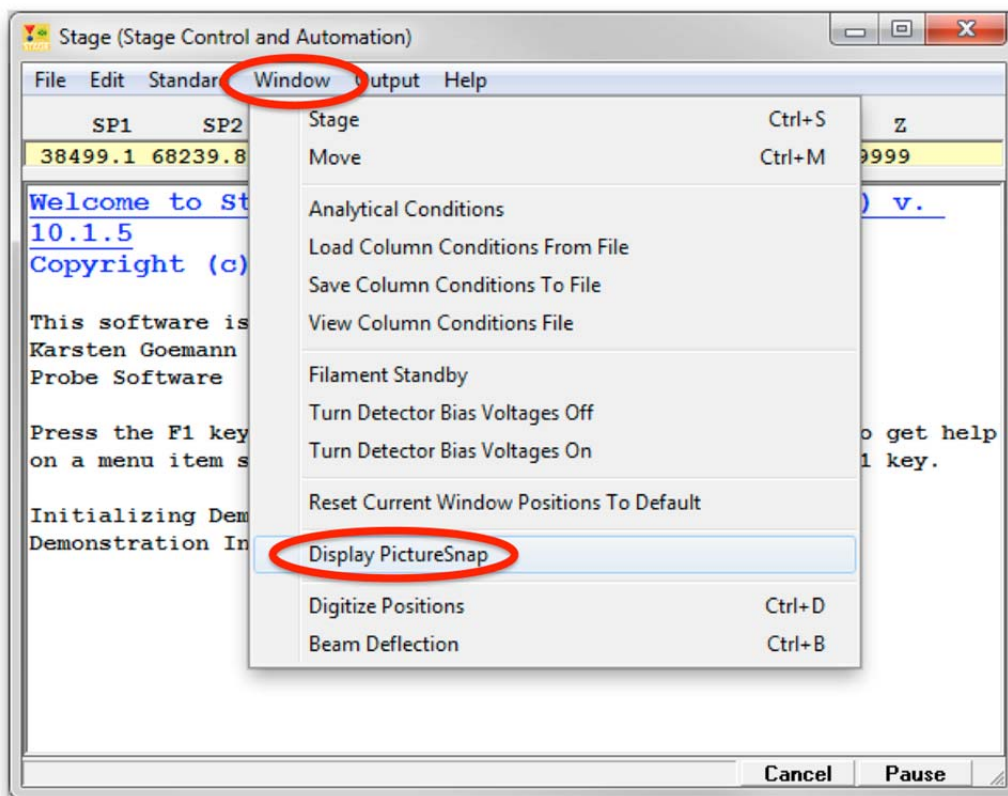 Stage (Stage Control and Automation)
File Edit Standar Window Output Help
SP1 SP2 Z
38499.1 68239.8 9999
Stage Ctrl+S
Move Ctrl+M
Analytical Conditions
Load Column Conditions From File
Save Column Conditions To File
View Column Conditions File
Filament Standby
Turn Detector Bias Voltages Off
Turn Detector Bias Voltages On
Reset Current Window Positions To Default
Display PictureSnap
Digitize Positions Ctrl+D
Beam Deflection Ctrl+B
Welcome to St ) v.
10.1.5
Copyright (c)
This software is
Karsten Goemann
Probe Software
Press the F1 key o get help
on a menu item s 1 key.
Initializing Dem
Demonstration In
Cancel Pause